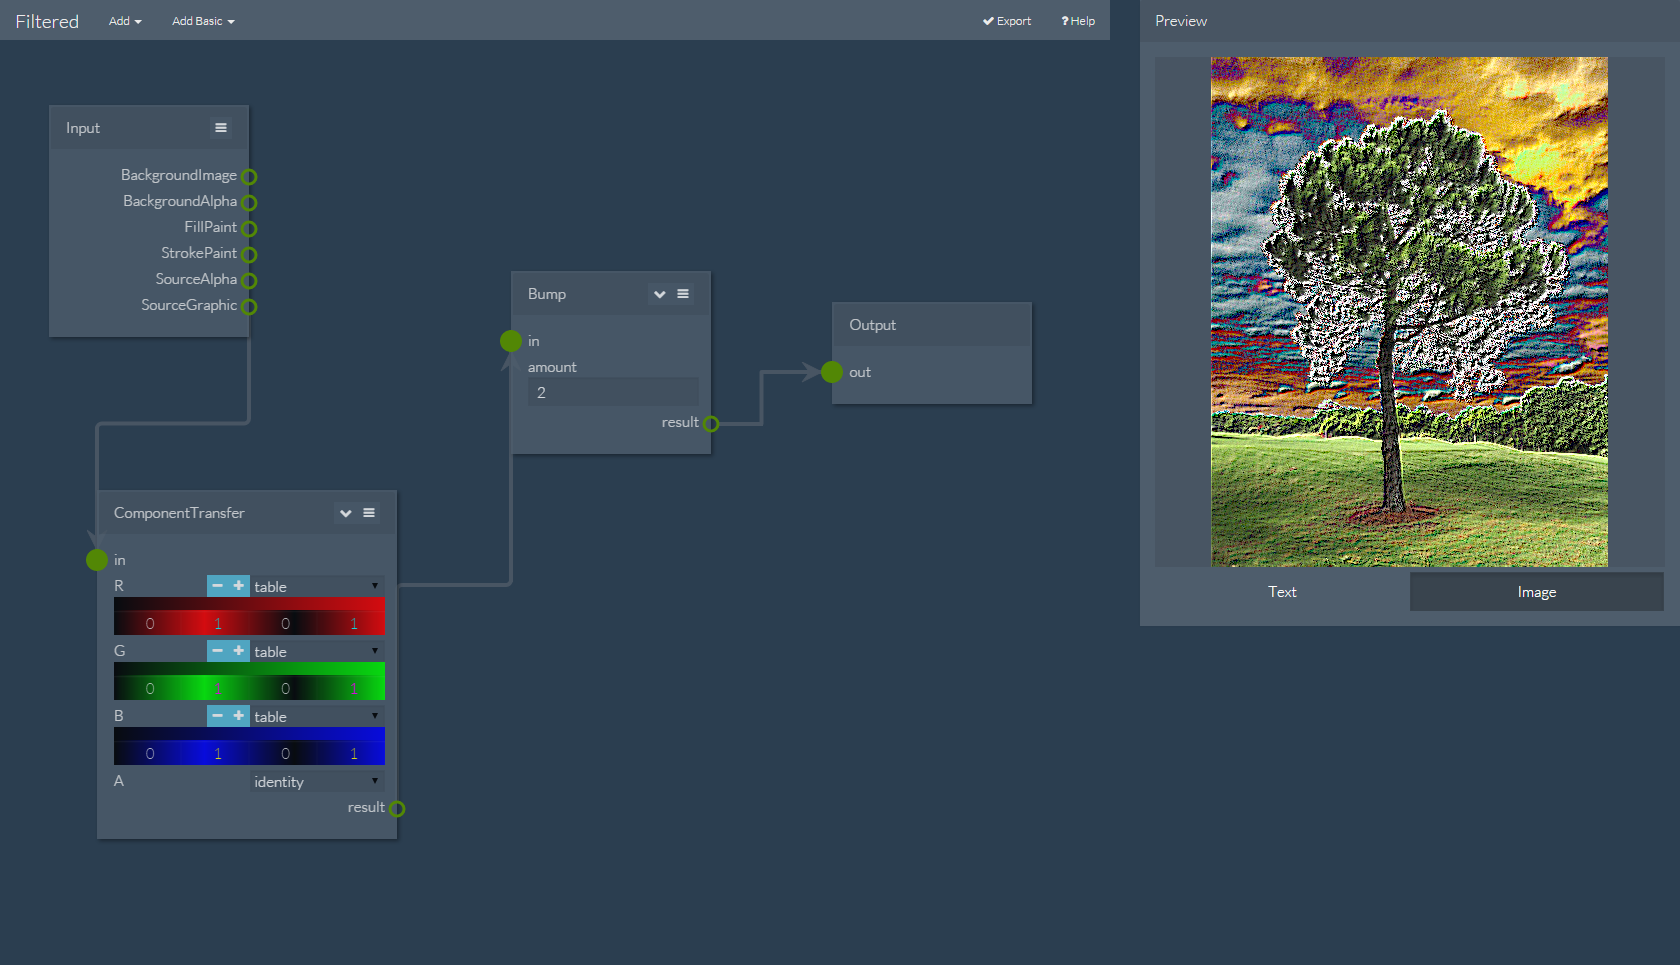 Filtered Add Add Basic Export ? Help
Preview
Input
BackgroundImage
BackgroundAlpha
FillPaint
StrokePaint
SourceAlpha
SourceGraphic
Bump
in
amount
2
result
Output
out
ComponentTransfer
in
R - + table
0 1 0 1
G - + table
0 1 0 1
B - + table
0 1 0 1
A identity
result
Text Image